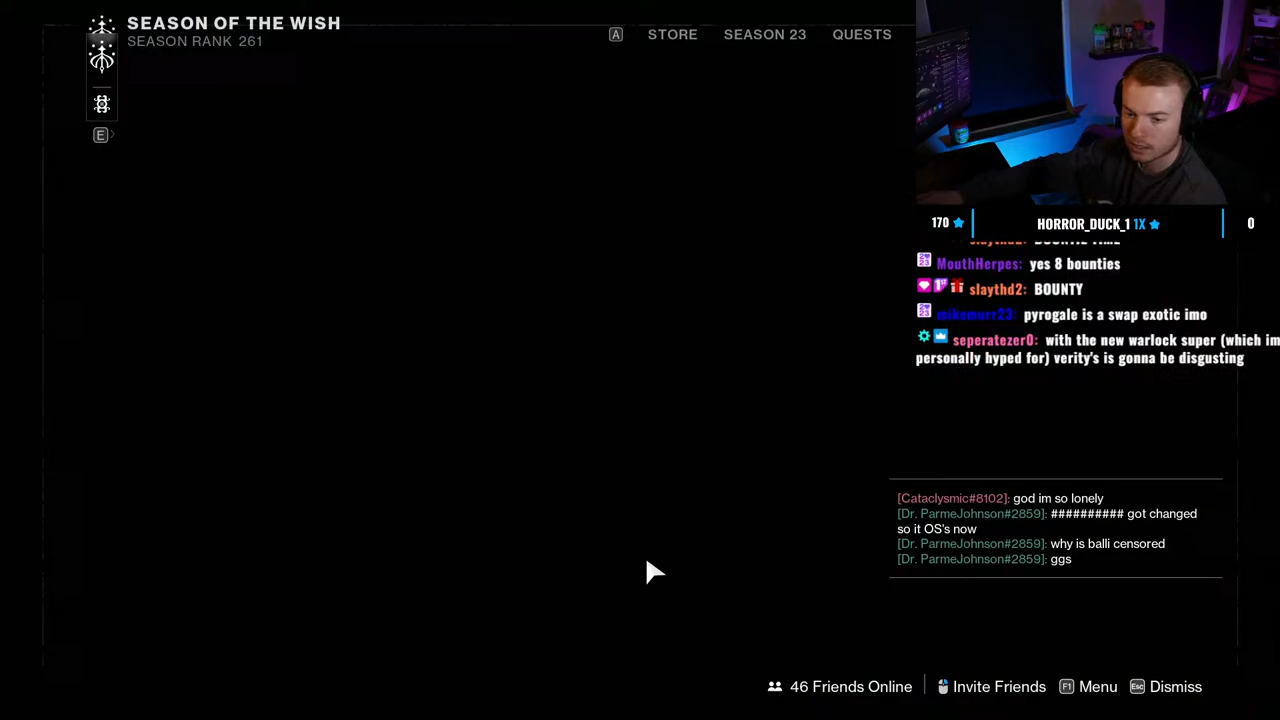 SEASON OF THE WISH
SEASON RANK 261
A STORE SEASON 23 QUESTS
E
170 HORROR_DUCK_1 1X 0
MouthHerpes: yes 8 bounties
slaythd2: BOUNTY
mikemurr23: pyrogale is a swap exotic imo
seperatezer0: with the new warlock super (which im
personally hyped for) verity's is gonna be disgusting
[Cataclysmic#8102]: god im so lonely
[Dr. ParmeJohnson#2859]: ########## got changed
so it OS's now
[Dr. ParmeJohnson#2859]: why is balli censored
[Dr. ParmeJohnson#2859]: ggs
46 Friends Online Invite Friends F1 Menu Esc Dismiss